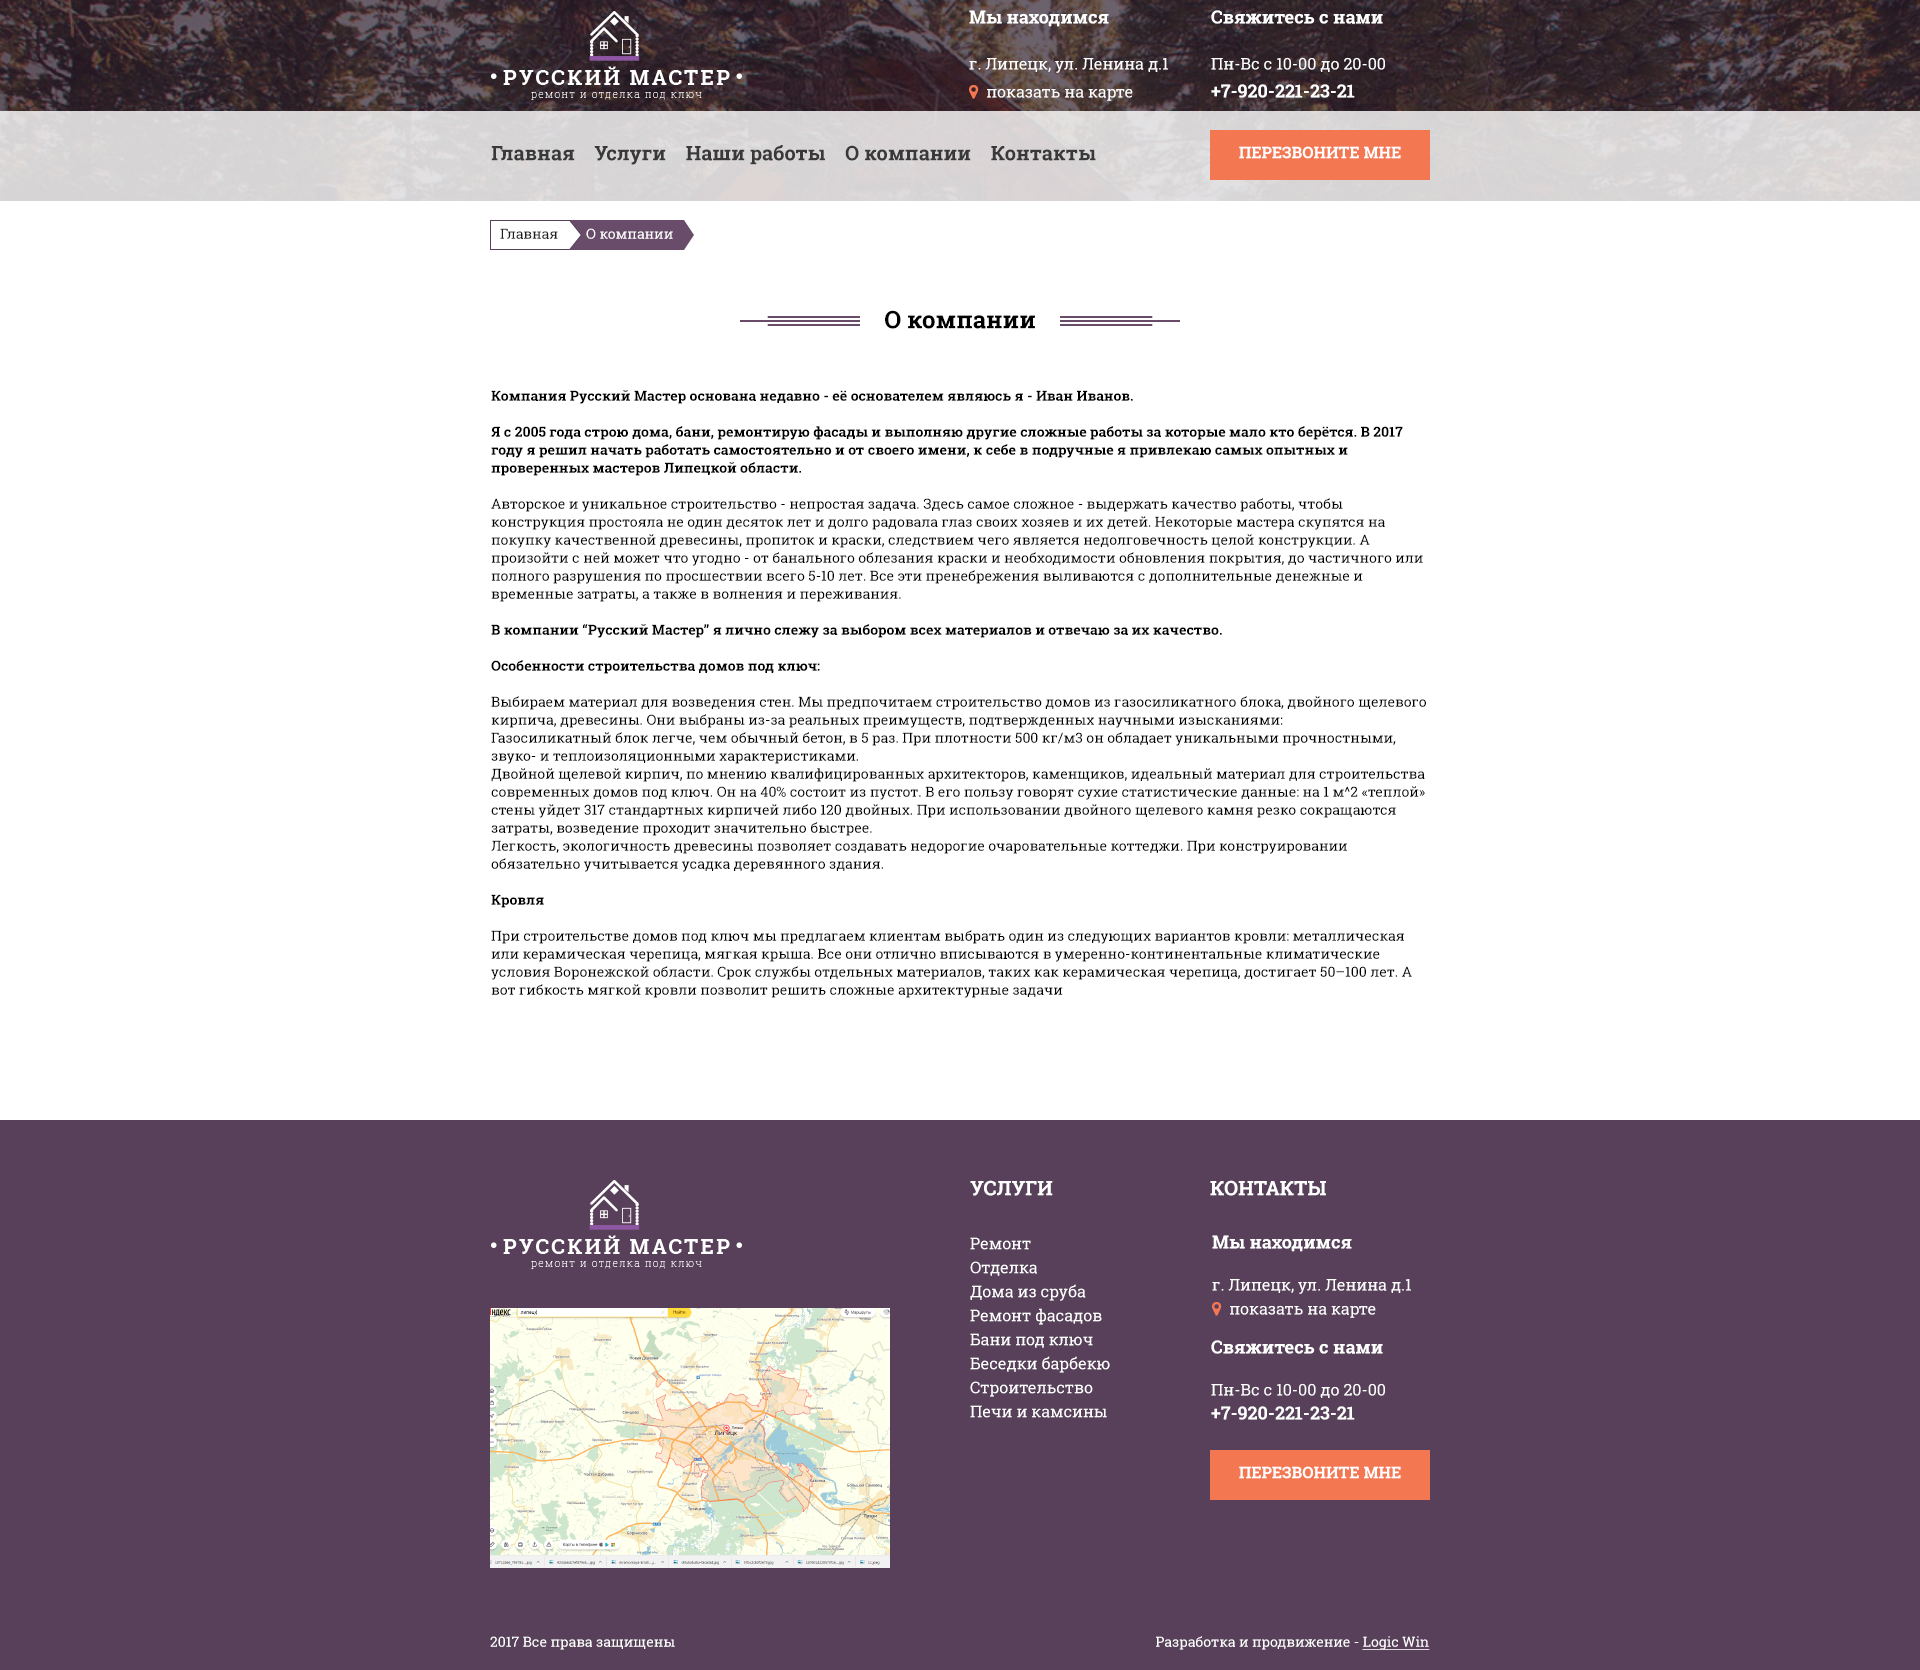 Мы находимся
Свяжитесь с нами
• РУССКИЙ МАСТЕР •
ремонт и отделка под ключ
г. Липецк, ул. Ленина д.1
Пн-Вс с 10-00 до 20-00
показать на карте
+7-920-221-23-21
Главная Услуги Наши работы О компании Контакты
ПЕРЕЗВОНИТЕ МНЕ
Главная О компании
О компании
Компания Русский Мастер основана недавно - её основателем являюсь я - Иван Иванов.
Я с 2005 года строю дома, бани, ремонтирую фасады и выполняю другие сложные работы за которые мало кто берётся. В 2017
году я решил начать работать самостоятельно и от своего имени, к себе в подручные я привлекаю самых опытных и
проверенных мастеров Липецкой области.
Авторское и уникальное строительство - непростая задача. Здесь самое сложное - выдержать качество работы, чтобы
конструкция простояла не один десяток лет и долго радовала глаз своих хозяев и их детей. Некоторые мастера скупятся на
покупку качественной древесины, пропиток и краски, следствием чего является недолговечность целой конструкции. А
произойти с ней может что угодно - от банального облезания краски и необходимости обновления покрытия, до частичного или
полного разрушения по просшествии всего 5-10 лет. Все эти пренебрежения выливаются с дополнительные денежные и
временные затраты, а также в волнения и переживания.
В компании “Русский Мастер” я лично слежу за выбором всех материалов и отвечаю за их качество.
Особенности строительства домов под ключ:
Выбираем материал для возведения стен. Мы предпочитаем строительство домов из газосиликатного блока, двойного щелевого
кирпича, древесины. Они выбраны из-за реальных преимуществ, подтвержденных научными изысканиями:
Газосиликатный блок легче, чем обычный бетон, в 5 раз. При плотности 500 кг/м3 он обладает уникальными прочностными,
звуко- и теплоизоляционными характеристиками.
Двойной щелевой кирпич, по мнению квалифицированных архитекторов, каменщиков, идеальный материал для строительства
современных домов под ключ. Он на 40% состоит из пустот. В его пользу говорят сухие статистические данные: на 1 м^2 «теплой»
стены уйдет 317 стандартных кирпичей либо 120 двойных. При использовании двойного щелевого камня резко сокращаются
затраты, возведение проходит значительно быстрее.
Легкость, экологичность древесины позволяет создавать недорогие очаровательные коттеджи. При конструировании
обязательно учитывается усадка деревянного здания.
Кровля
При строительстве домов под ключ мы предлагаем клиентам выбрать один из следующих вариантов кровли: металлическая
или керамическая черепица, мягкая крыша. Все они отлично вписываются в умеренно-континентальные климатические
условия Воронежской области. Срок службы отдельных материалов, таких как керамическая черепица, достигает 50–100 лет. А
вот гибкость мягкой кровли позволит решить сложные архитектурные задачи
• РУССКИЙ МАСТЕР •
ремонт и отделка под ключ
Липецк
УСЛУГИ
Ремонт
Отделка
Дома из сруба
Ремонт фасадов
Бани под ключ
Беседки барбекю
Строительство
Печи и камсины
КОНТАКТЫ
Мы находимся
г. Липецк, ул. Ленина д.1
показать на карте
Свяжитесь с нами
Пн-Вс с 10-00 до 20-00
+7-920-221-23-21
ПЕРЕЗВОНИТЕ МНЕ
2017 Все права защищены
Разработка и продвижение - Logic Win